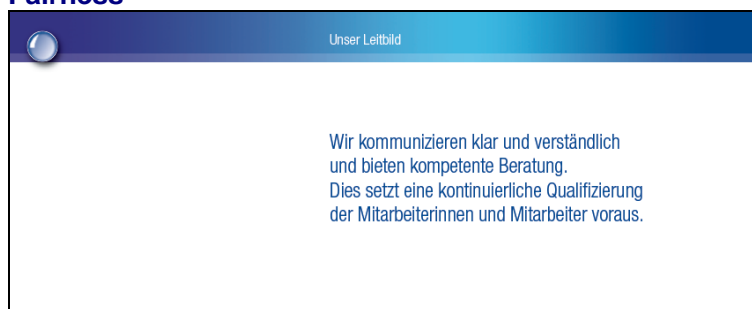 Fairness
Unser Leitbild
Wir kommunizieren klar und verständlich
und bieten kompetente Beratung.
Dies setzt eine kontinuierliche Qualifizierung
der Mitarbeiterinnen und Mitarbeiter voraus.